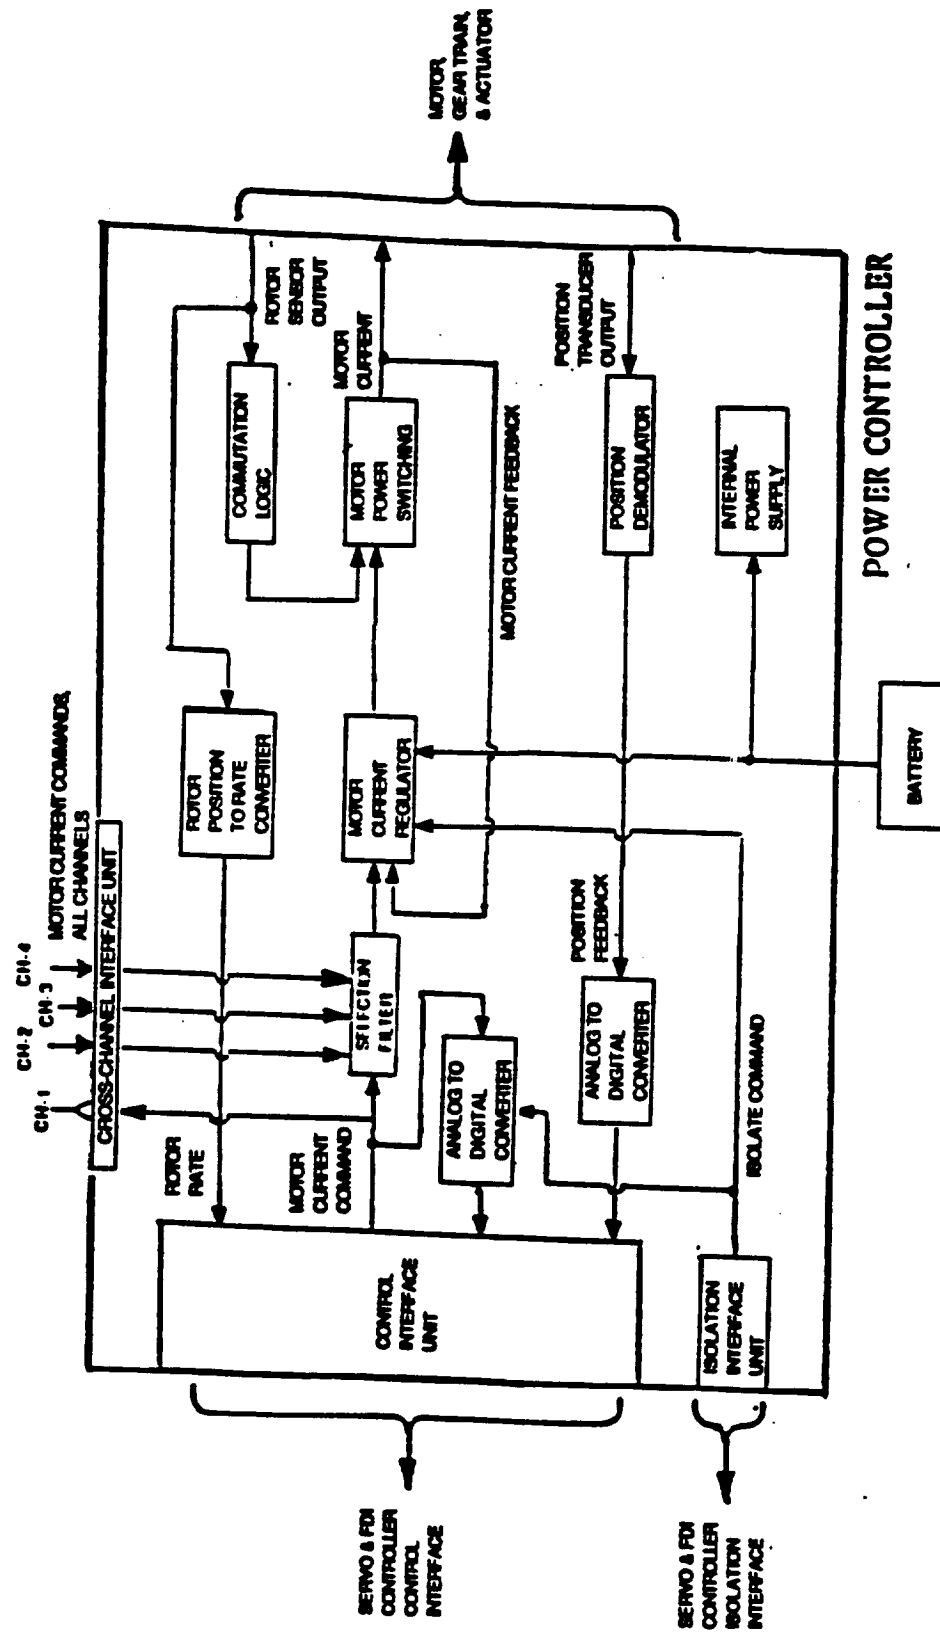 CH-1
CH-2
CH-3
CH-4
MOTOR CURRENT COMMANDS,
ALL CHANNELS
CROSS-CHANNEL INTERFACE UNIT
ROTOR
RATE
ROTOR
POSITION
TO RATE
CONVERTER
COMMUTATION
LOGIC
ROTOR
SENSOR
OUTPUT
MOTOR
CURRENT
COMMAND
SELECTION
FILTER
MOTOR
CURRENT
REGULATOR
MOTOR
POWER
SWITCHING
MOTOR
CURRENT
MOTOR,
GEAR TRAIN,
& ACTUATOR
CONTROL
INTERFACE
UNIT
ANALOG TO
DIGITAL
CONVERTER
MOTOR CURRENT FEEDBACK
SERVO & FDI
CONTROLLER
CONTROL
INTERFACE
ANALOG TO
DIGITAL
CONVERTER
POSITION
FEEDBACK
POSITION
DEMODULATOR
POSITION
TRANSDUCER
OUTPUT
ISOLATION
INTERFACE
UNIT
ISOLATE COMMAND
INTERNAL
POWER
SUPPLY
SERVO & FDI
CONTROLLER
ISOLATION
INTERFACE
BATTERY
POWER CONTROLLER